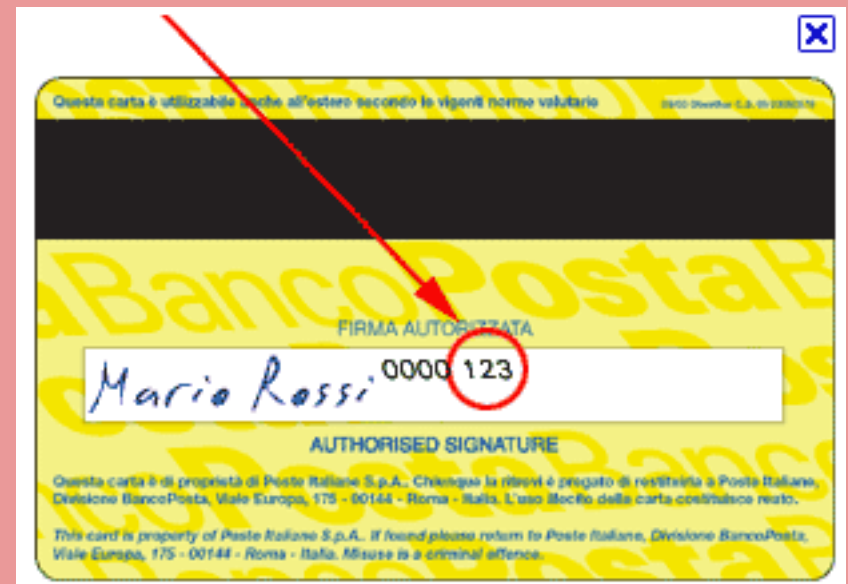 Questa carta è utilizzabile anche all'estero secondo le vigenti norme valutarie
BancoPosta
FIRMA AUTORIZZATA
Mario Rossi 0000 123
AUTHORISED SIGNATURE
Questa carta è di proprietà di Poste Italiane S.p.A.. Chiunque la ritrovi è pregato di restituirla a Poste Italiane,
Divisione BancoPosta, Viale Europa, 175 - 00144 - Roma - Italia. L'uso illecito della carta costituisce reato.
This card is property of Poste Italiane S.p.A.. If found please return to Poste Italiane, Divisione BancoPosta,
Viale Europa, 175 - 00144 - Roma - Italia. Misuse is a criminal offence.